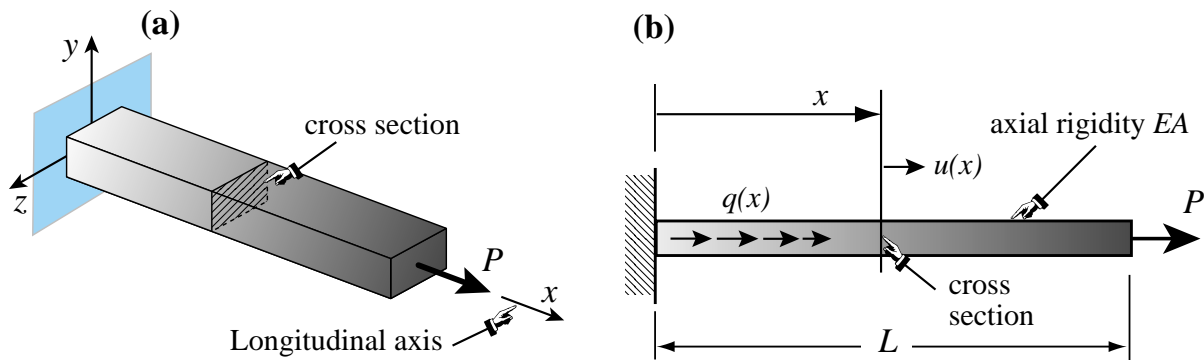 (a)
y
z
cross section
P
x
Longitudinal axis
(b)
x
axial rigidity EA
u(x)
q(x)
P
cross
section
L